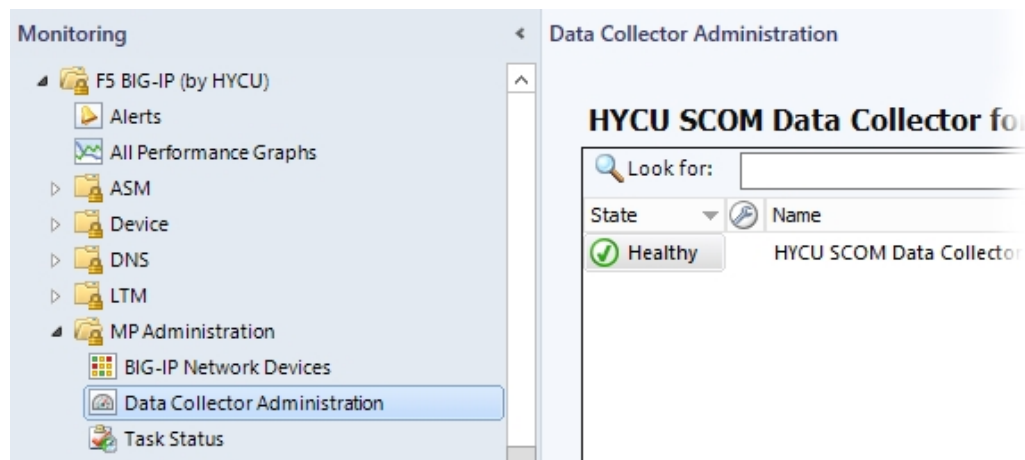 Monitoring
F5 BIG-IP (by HYCU)
Alerts
All Performance Graphs
ASM
Device
DNS
LTM
MP Administration
BIG-IP Network Devices
Data Collector Administration
Task Status
Data Collector Administration
HYCU SCOM Data Collector
Look for:
State Name
Healthy HYCU SCOM Data Collector